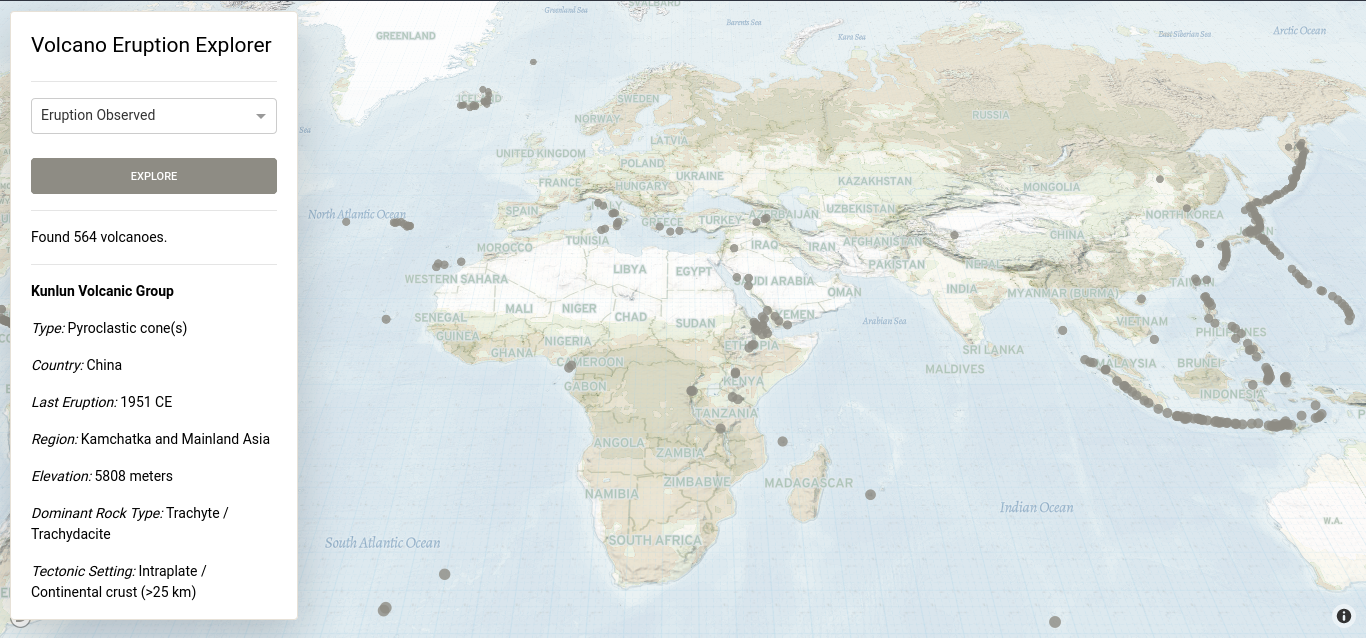 Volcano Eruption Explorer
Eruption Observed
EXPLORE
Found 564 volcanoes.
Kunlun Volcanic Group
Type: Pyroclastic cone(s)
Country: China
Last Eruption: 1951 CE
Region: Kamchatka and Mainland Asia
Elevation: 5808 meters
Dominant Rock Type: Trachyte /
Trachydacite
Tectonic Setting: Intraplate /
Continental crust (>25 km)
Greenland Sea
SVALBARD
Barents Sea
Kara Sea
East Siberian Sea
Arctic Ocean
GREENLAND
Sea
SWEDEN
NORWAY
RUSSIA
LATVIA
UNITED KINGDOM
POLAND
UKRAINE
FRANCE
HUNGARY
KAZAKHSTAN
MONGOLIA
North Atlantic Ocean
SPAIN
GREECE
TURKEY
UZBEKISTAN
NORTH KOREA
MOROCCO
TUNISIA
IRAQ
IRAN
AFGHANISTAN
CHINA
WESTERN SAHARA
LIBYA
EGYPT
PAKISTAN
NEPAL
SAUDI ARABIA
OMAN
INDIA
MYANMAR (BURMA)
MALI
NIGER
CHAD
SUDAN
YEMEN
Arabian Sea
SENEGAL
GUINEA
GHANA
NIGERIA
VIETNAM
PHILIPPINES
CAMEROON
ETHIOPIA
SRI LANKA
MALDIVES
MALAYSIA
BRUNEI
GABON
KENYA
INDONESIA
TANZANIA
ANGOLA
ZAMBIA
NAMIBIA
ZIMBABWE
MADAGASCAR
Indian Ocean
W.A.
South Atlantic Ocean
SOUTH AFRICA
i